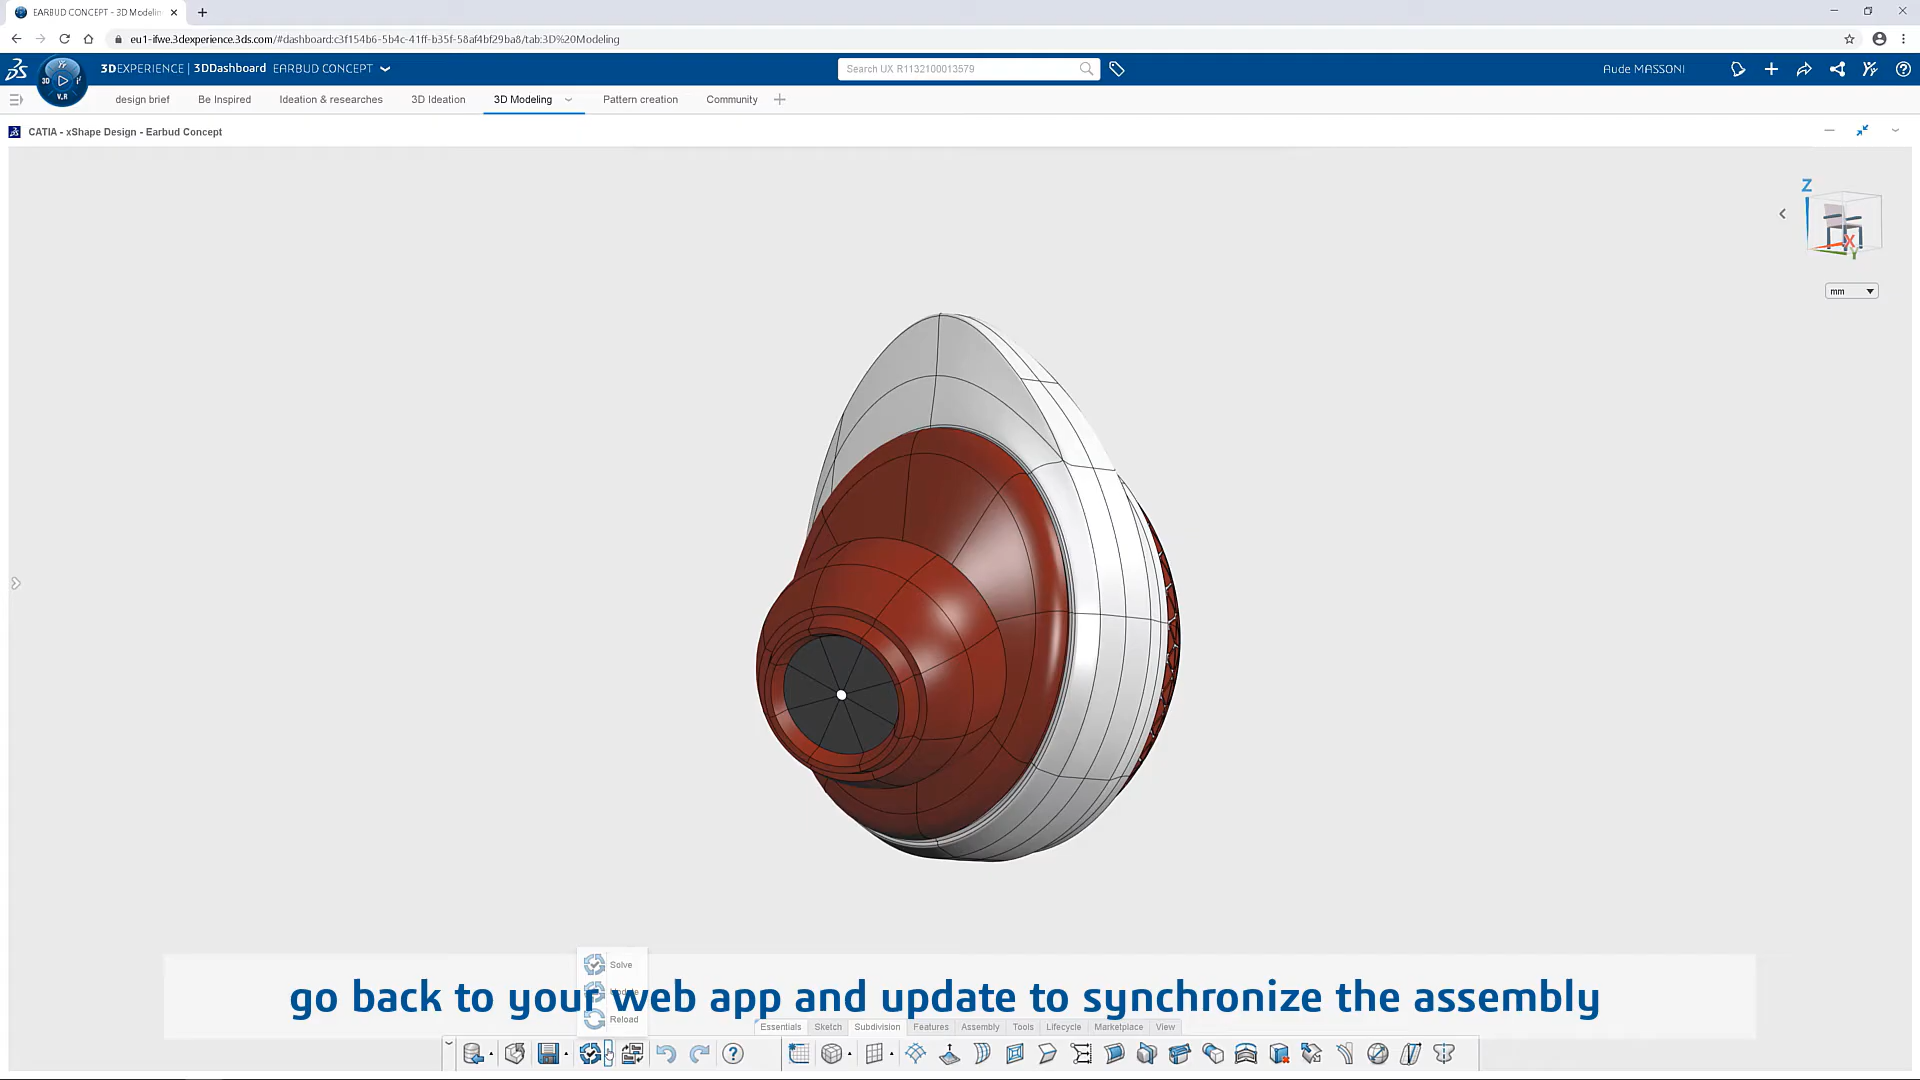 EARBUD CONCEPT - 3D Modelin
eu1-ifwe.3dexperience.3ds.com/#dashboard:c3f154b6-5b4c-41ff-b35f-58af4bf29ba8/tab:3D%20Modeling
3DEXPERIENCE | 3DDashboard EARBUD CONCEPT
Search UX R1132100013579
Aude MASSONI
3D
V.R
design brief
Be Inspired
Ideation & researches
3D Ideation
3D Modeling
Pattern creation
Community
CATIA - xShape Design - Earbud Concept
Z
X
Y
mm
Solve
go back to your web app and update to synchronize the assembly
Reload
Essentials
Sketch
Subdivision
Features
Assembly
Tools
Lifecycle
Marketplace
View